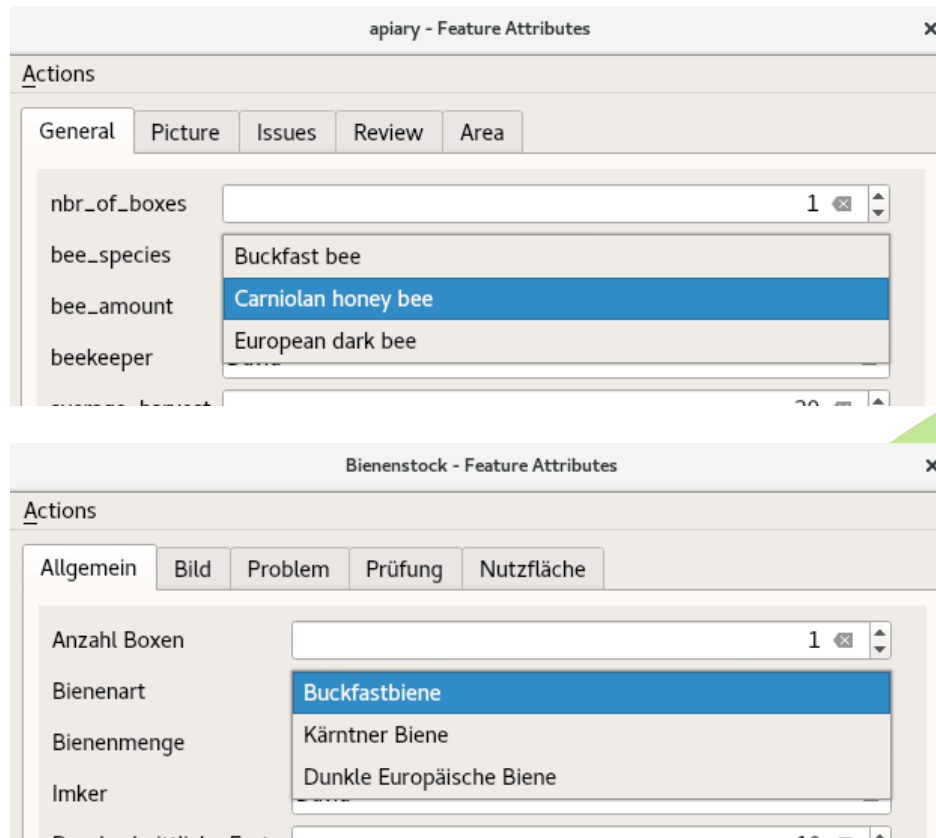 apiary - Feature Attributes
Actions
General Picture Issues Review Area
nbr_of_boxes 1
bee_species Buckfast bee
Carniolan honey bee
bee_amount
European dark bee
beekeeper
Bienenstock - Feature Attributes
Actions
Allgemein Bild Problem Prüfung Nutzfläche
Anzahl Boxen 1
Bienenart Buckfastbiene
Kärntner Biene
Bienenmenge
Dunkle Europäische Biene
Imker